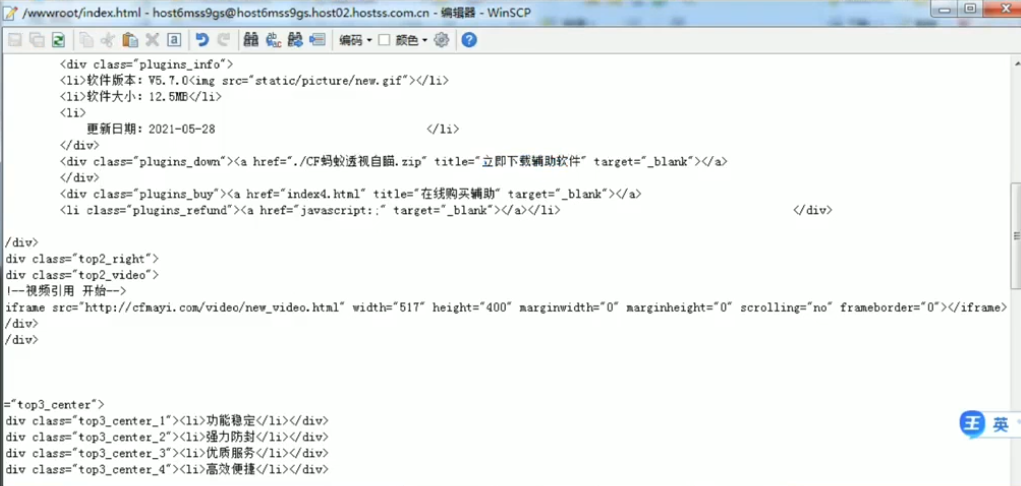 /wwwroot/index.html - host6mss9gs@host6mss9gs.host02.hostss.com.cn - 编辑器 - WinSCP
编码 颜色
<div class="plugins_info">
<li>软件版本: V5.7.0<img src="static/picture/new.gif"></li>
<li>软件大小: 12.5MB</li>
<li>
更新日期: 2021-05-28 </li>
</div>
<div class="plugins_down"><a href="./CF蚂蚁透视自瞄.zip" title="立即下载辅助软件" target="_blank"></a>
</div>
<div class="plugins_buy"><a href="index4.html" title="在线购买辅助" target="_blank"></a>
<li class="plugins_refund"><a href="javascript:;" target="_blank"></a></li> </div>
/div>
div class="top2_right">
div class="top2_video">
!--视频引用 开始-->
iframe src="http://cfmayi.com/video/new_video.html" width="517" height="400" marginwidth="0" marginheight="0" scrolling="no" frameborder="0"></iframe>
/div>
/div>
="top3_center">
div class="top3_center_1"><li>功能稳定</li></div>
div class="top3_center_2"><li>强力防封</li></div>
div class="top3_center_3"><li>优质服务</li></div>
div class="top3_center_4"><li>高效便捷</li></div>
王 英